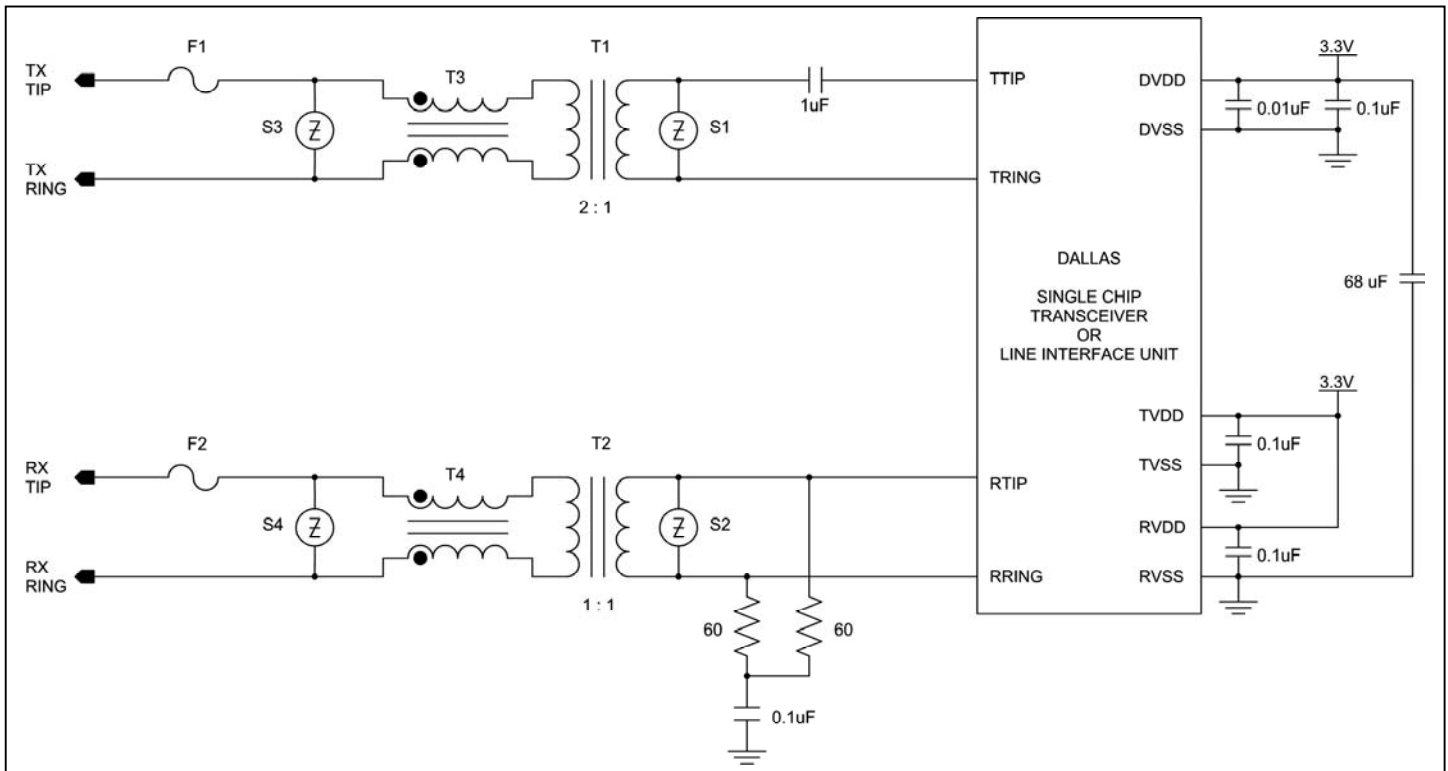 F1
T1
TX
TIP
T3
S3
S1
1uF
TX
RING
2 : 1
TTIP
TRING
DVDD
DVSS
3.3V
0.01uF
0.1uF
DALLAS
SINGLE CHIP
TRANSCEIVER
OR
LINE INTERFACE UNIT
68 uF
3.3V
TVDD
0.1uF
TVSS
RVDD
0.1uF
RVSS
F2
T2
RX
TIP
T4
S4
S2
RX
RING
1 : 1
RTIP
RRING
60
60
0.1uF